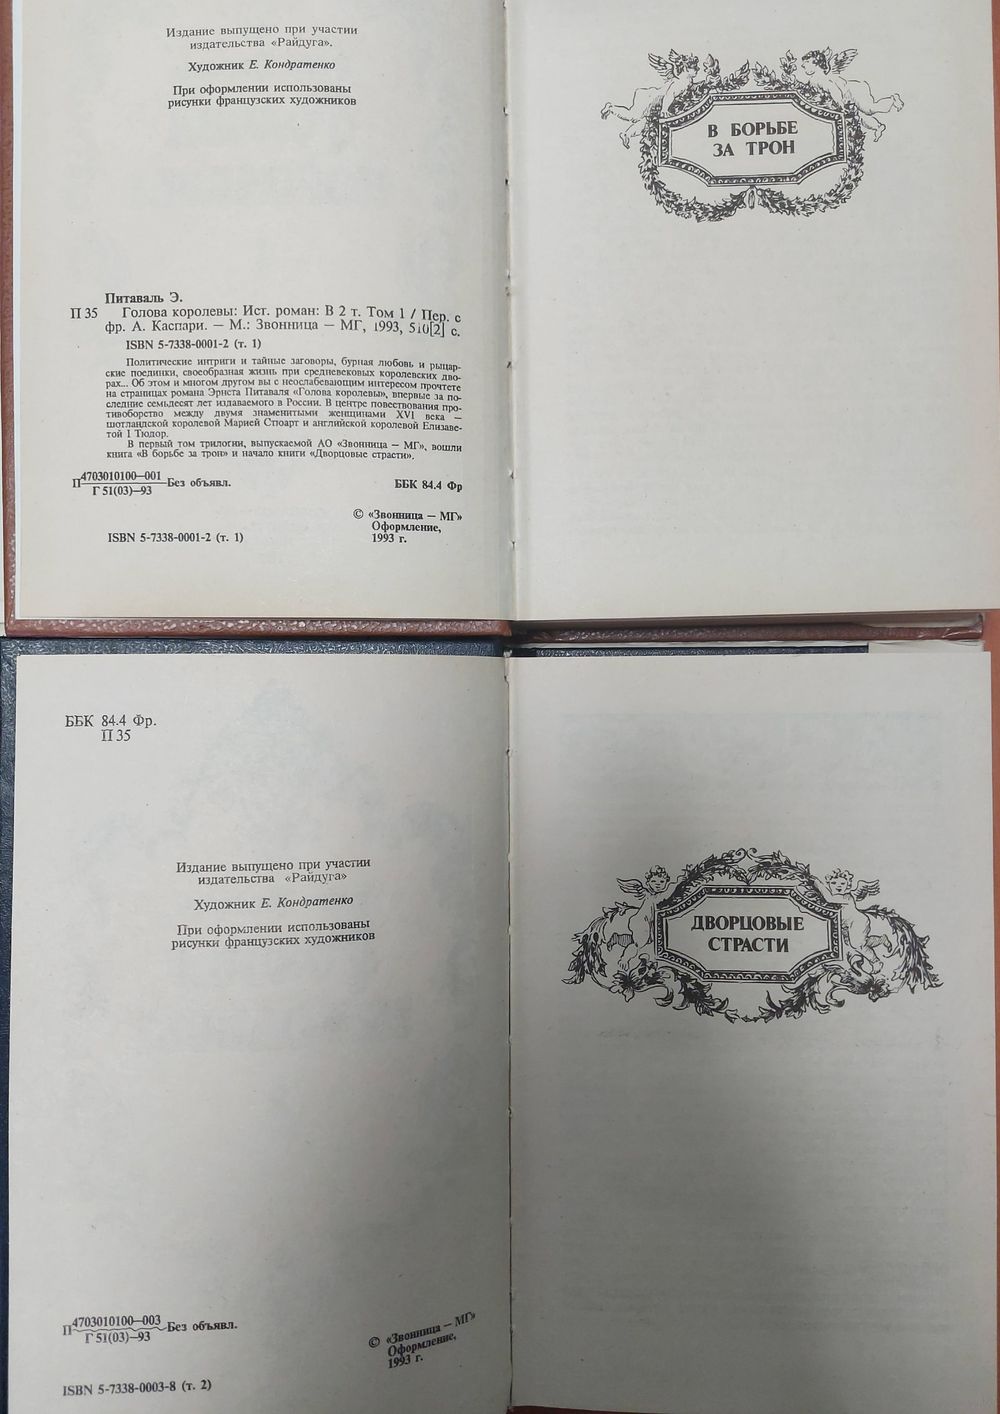 Издание выпущено при участии
издательства «Райдуга».
Художник Е. Кондратенко
При оформлении использованы
рисунки французских художников
Питаваль Э.
П 35 Голова королевы: Ист. роман: В 2 т. Том 1 / Пер. с
фр. А. Каспари. — М.: Звонница — МГ, 1993, 510[2] с.
ISBN 5-7338-0001-2 (т. 1)
Политические интриги и тайные заговоры, бурная любовь и рыцар-
ские поединки, своеобразная жизнь при средневековых королевских дво-
рах... Об этом и многом другом вы с неослабевающим интересом прочтете
на страницах романа Эрнста Питаваля «Голова королевы», впервые за по-
следние семьдесят лет издаваемого в России. В центре повествования про-
тивоборство между двумя знаменитыми женщинами XVI века —
шотландской королевой Марией Стюарт и английской королевой Елизаве-
той I Тюдор.
В первый том трилогии, выпускаемой АО «Звонница — МГ», вошли
книга «В борьбе за трон» и начало книги «Дворцовые страсти».
П 4703010100—001 Без объявл.
Г 51(03)—93
ББК 84.4 Фр
© «Звонница — МГ»
Оформление,
1993 г.
ISBN 5-7338-0001-2 (т. 1)
В БОРЬБЕ
ЗА ТРОН
ББК 84.4 Фр.
П 35
Издание выпущено при участии
издательства «Райдуга»
Художник Е. Кондратенко
При оформлении использованы
рисунки французских художников
П 4703010100—003 Без объявл.
Г 51(03)—93
© «Звонница — МГ»
Оформление,
1993 г.
ISBN 5-7338-0003-8 (т. 2)
ДВОРЦОВЫЕ
СТРАСТИ